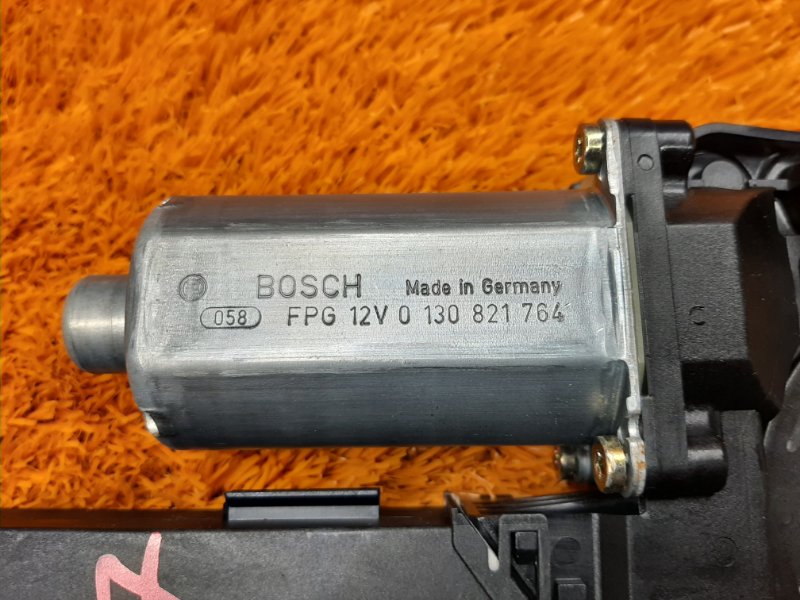 BOSCH Made in Germany
058 FPG 12V 0 130 821 764